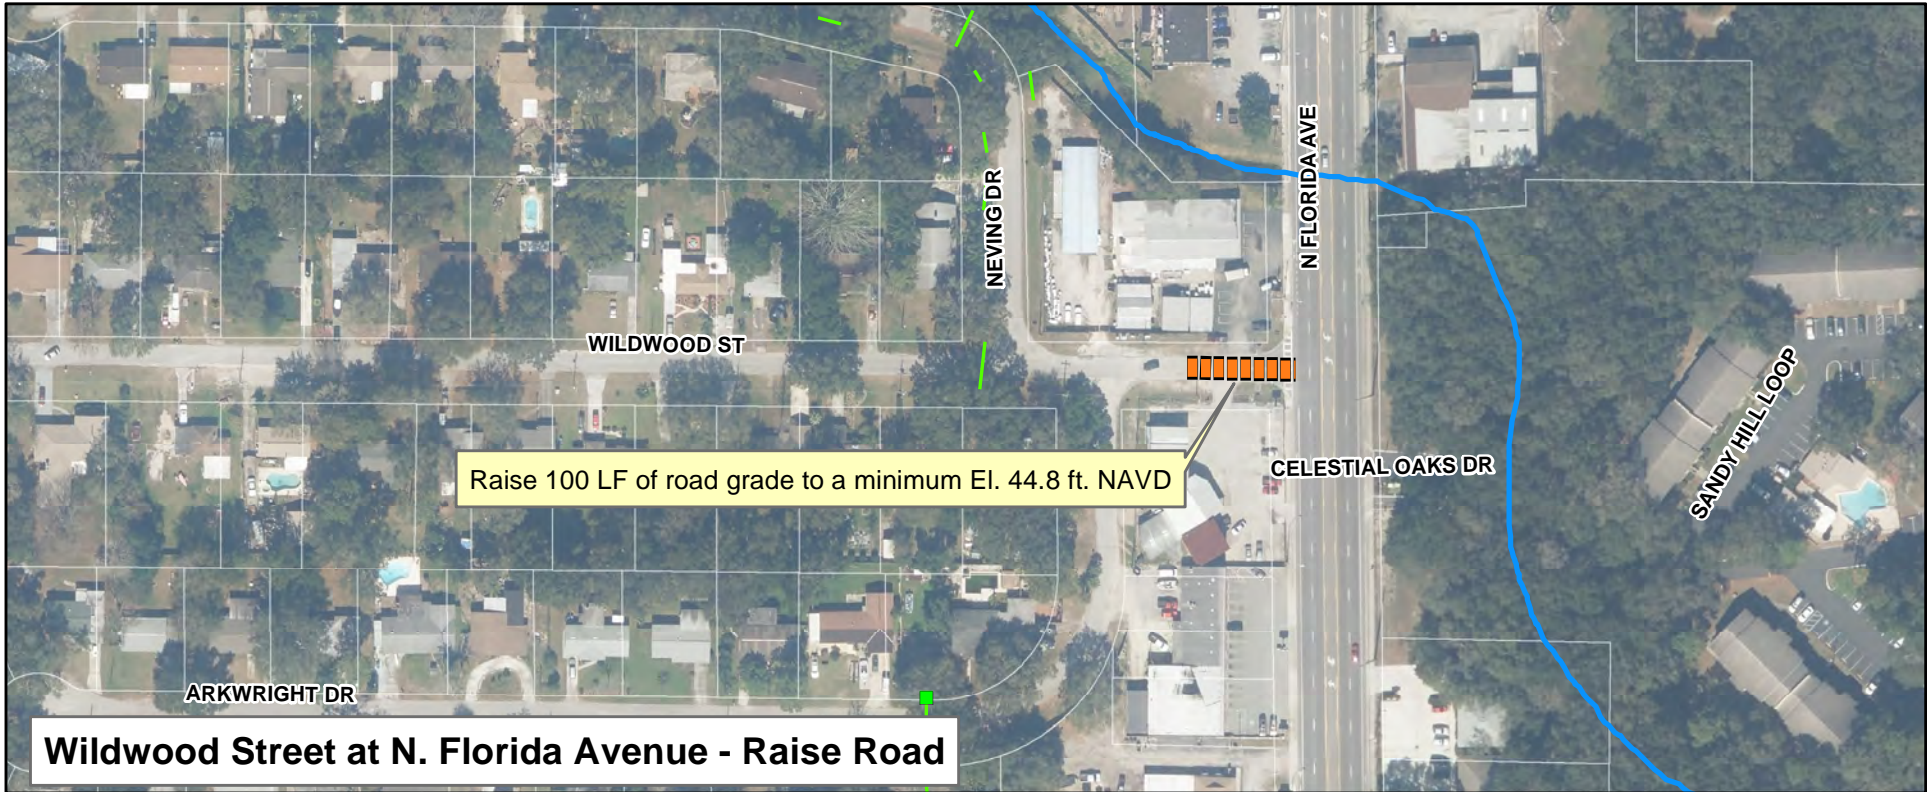 N FLORIDA AVE
NEVING DR
WILDWOOD ST
SANDY HILL LOOP
CELESTIAL OAKS DR
Raise 100 LF of road grade to a minimum El. 44.8 ft. NAVD
ARKWRIGHT DR
Wildwood Street at N. Florida Avenue - Raise Road